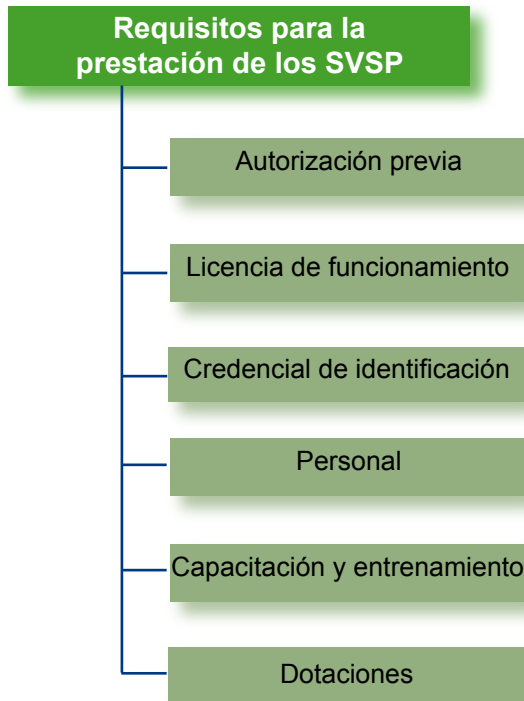 Requisitos para la
prestación de los SVSP
Autorización previa
Licencia de funcionamiento
Credencial de identificación
Personal
Capacitación y entrenamiento
Dotaciones